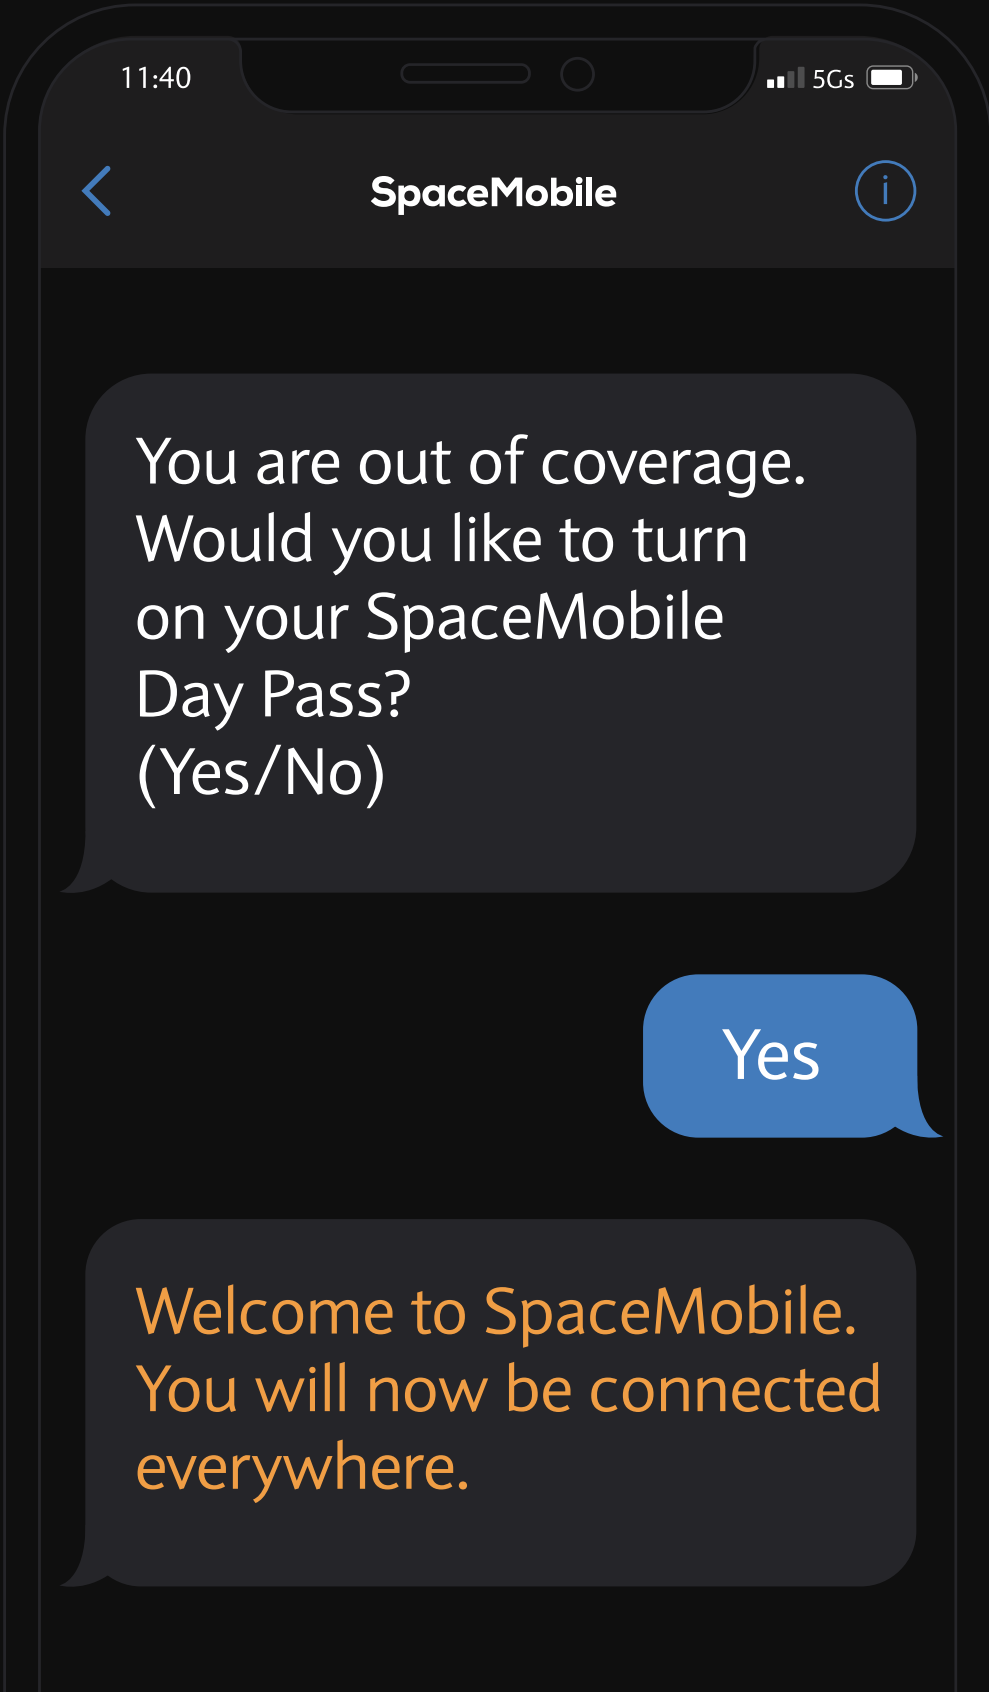 11:40
5Gs
SpaceMobile
i
You are out of coverage.
Would you like to turn
on your SpaceMobile
Day Pass?
(Yes/No)
Yes
Welcome to SpaceMobile.
You will now be connected
everywhere.